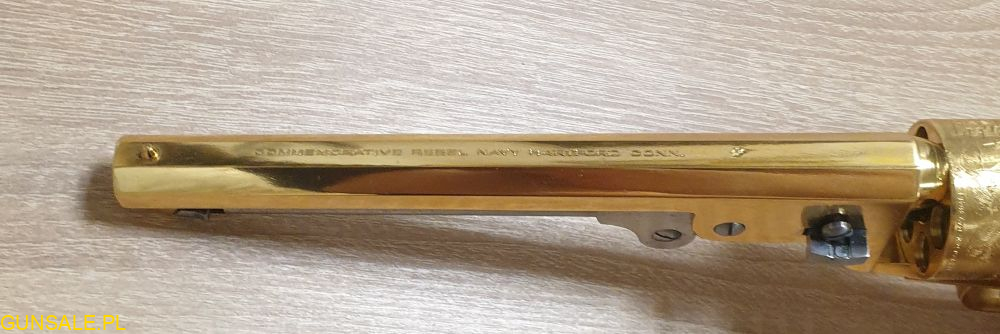 COMMEMORATIVE REBEL NAVY HARTFORD CONN.
GUNSALE.PL